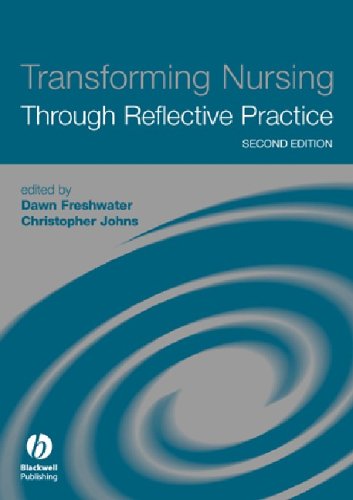 Transforming Nursing
Through Reflective Practice
SECOND EDITION
edited by
Dawn Freshwater
Christopher Johns
Blackwell
Publishing